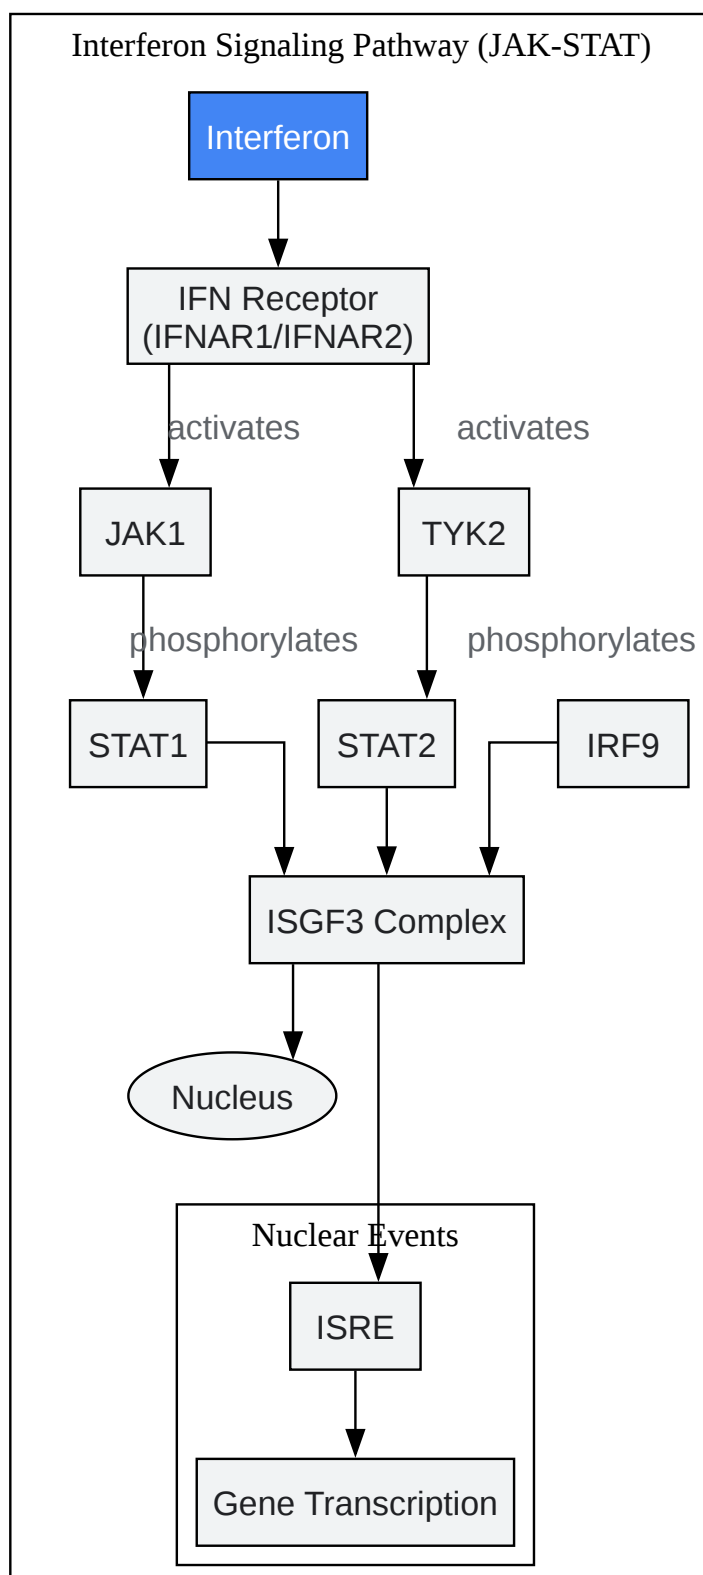 Interferon Signaling Pathway (JAK-STAT)
Interferon
IFN Receptor
(IFNAR1/IFNAR2)
activates
activates
JAK1
TYK2
phosphorylates
phosphorylates
STAT1
STAT2
IRF9
ISGF3 Complex
Nucleus
Nuclear Events
ISRE
Gene Transcription